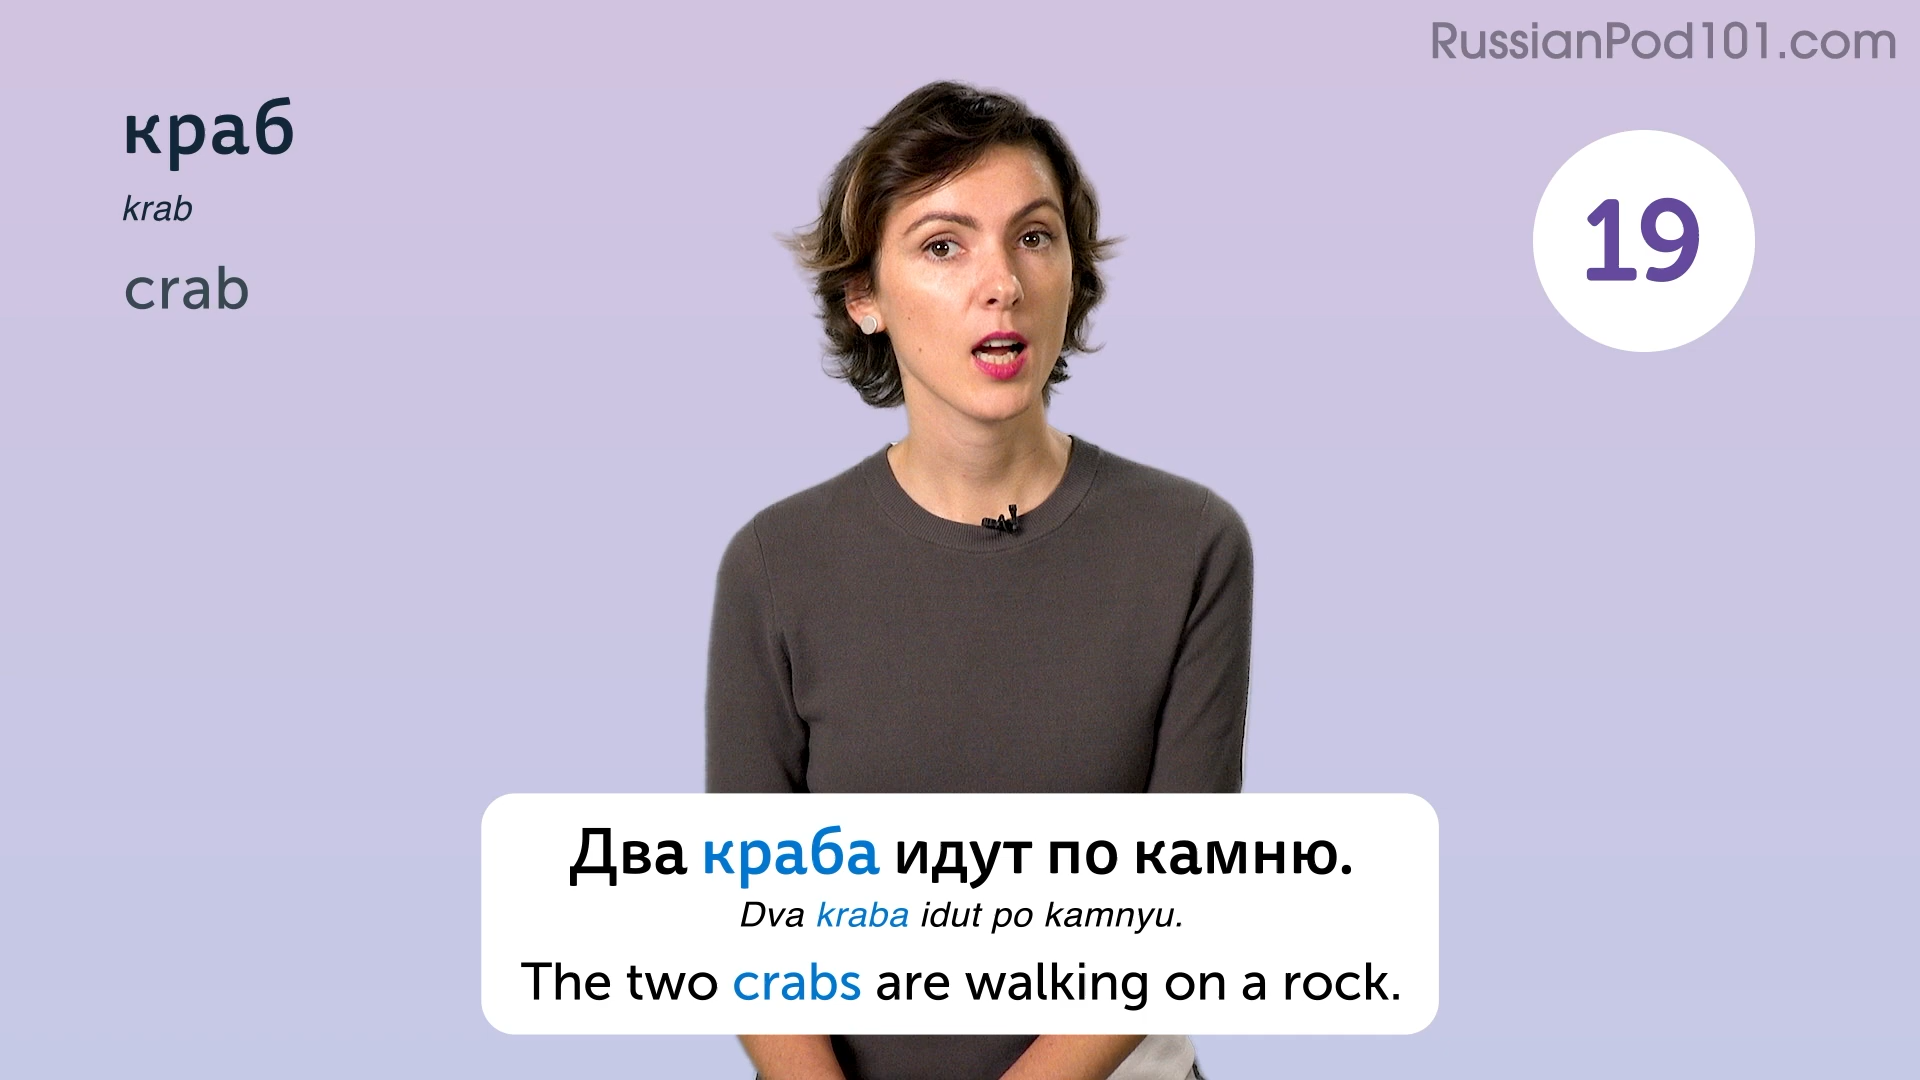 RussianPod101.com
краб
krab
crab
19
Два краба идут по камню.
Dva kraba idut po kamnyu.
The two crabs are walking on a rock.